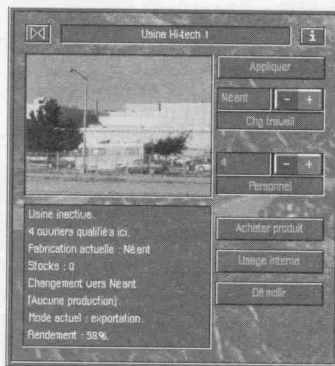 Usine Hi-tech 1
i
Appliquer
Néant
- +
Chg travail
4
- +
Personnel
Usine inactive.
4 ouvriers qualifiés ici.
Fabrication actuelle : Néant
Stocks : 0
Changement vers Néant
(Aucune production).
Mode actuel : exportation.
Rendement : 58%.
Acheter produit
Usage interne
Démolir